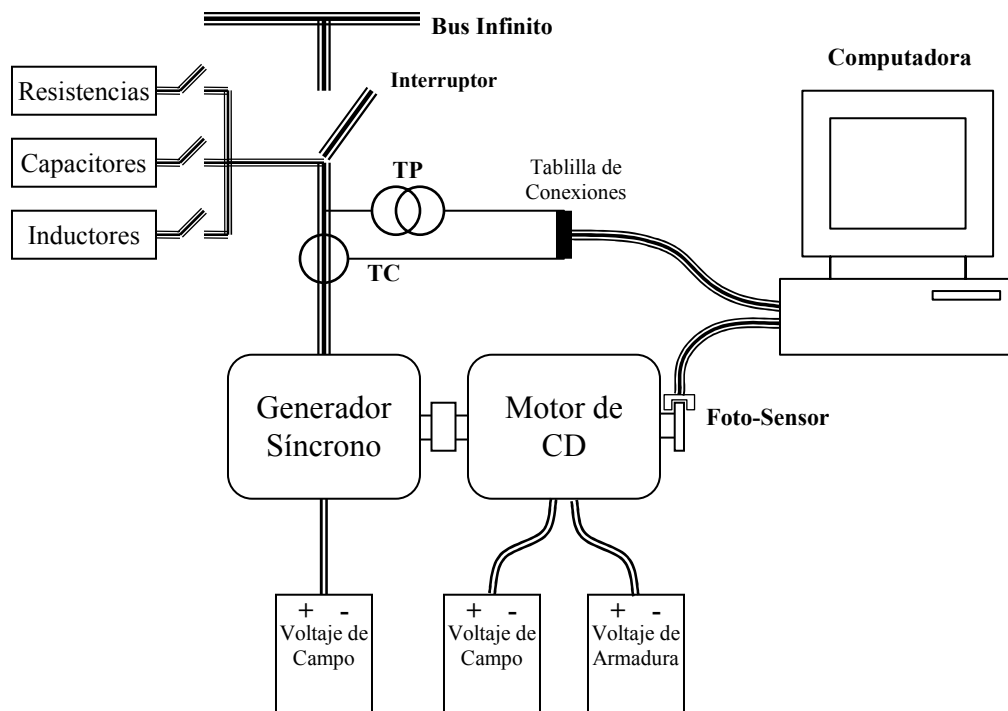 Bus Infinito
Computadora
Interruptor
Resistencias
Capacitores
Inductores
TP
Tablilla de
Conexiones
TC
Generador
Síncrono
Motor de
CD
Foto-Sensor
+ -
Voltaje de
Campo
+ -
Voltaje de
Campo
+ -
Voltaje de
Armadura